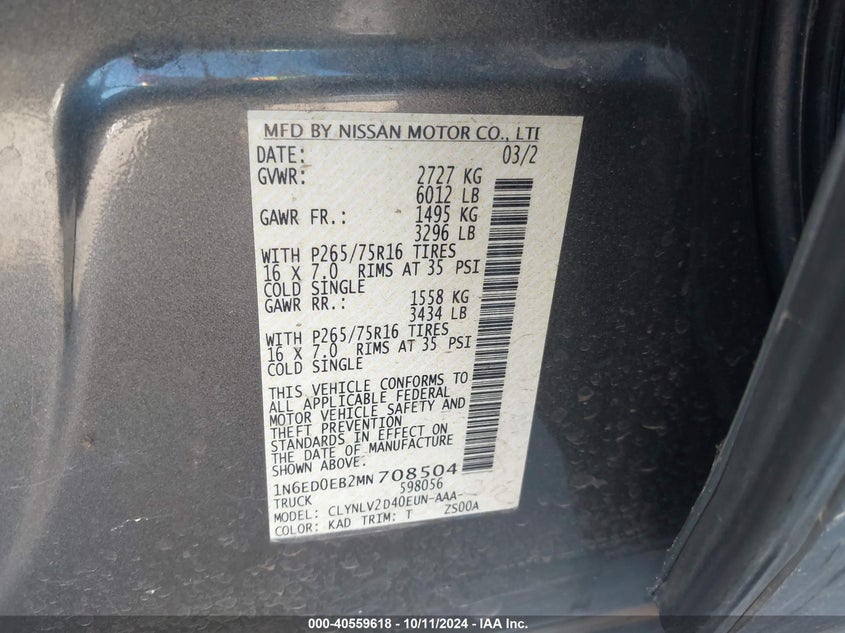 MFD BY NISSAN MOTOR CO., LT
DATE: 03/2
GVWR: 2727 KG
6012 LB
GAWR FR.: 1495 KG
3296 LB
WITH P265/75R16 TIRES
16 X 7.0 RIMS AT 35 PSI
COLD SINGLE
GAWR RR.: 1558 KG
3434 LB
WITH P265/75R16 TIRES
16 X 7.0 RIMS AT 35 PSI
COLD SINGLE
THIS VEHICLE CONFORMS TO
ALL APPLICABLE FEDERAL
MOTOR VEHICLE SAFETY AND
THEFT PREVENTION
STANDARDS IN EFFECT ON
THE DATE OF MANUFACTURE
SHOWN ABOVE.
1N6ED0EB2MN708504
TRUCK 598056
MODEL: CLYNLV2D40EUN-AAA-
COLOR: KAD TRIM: T ZS00A
000-40559618 - 10/11/2024 - IAA Inc.